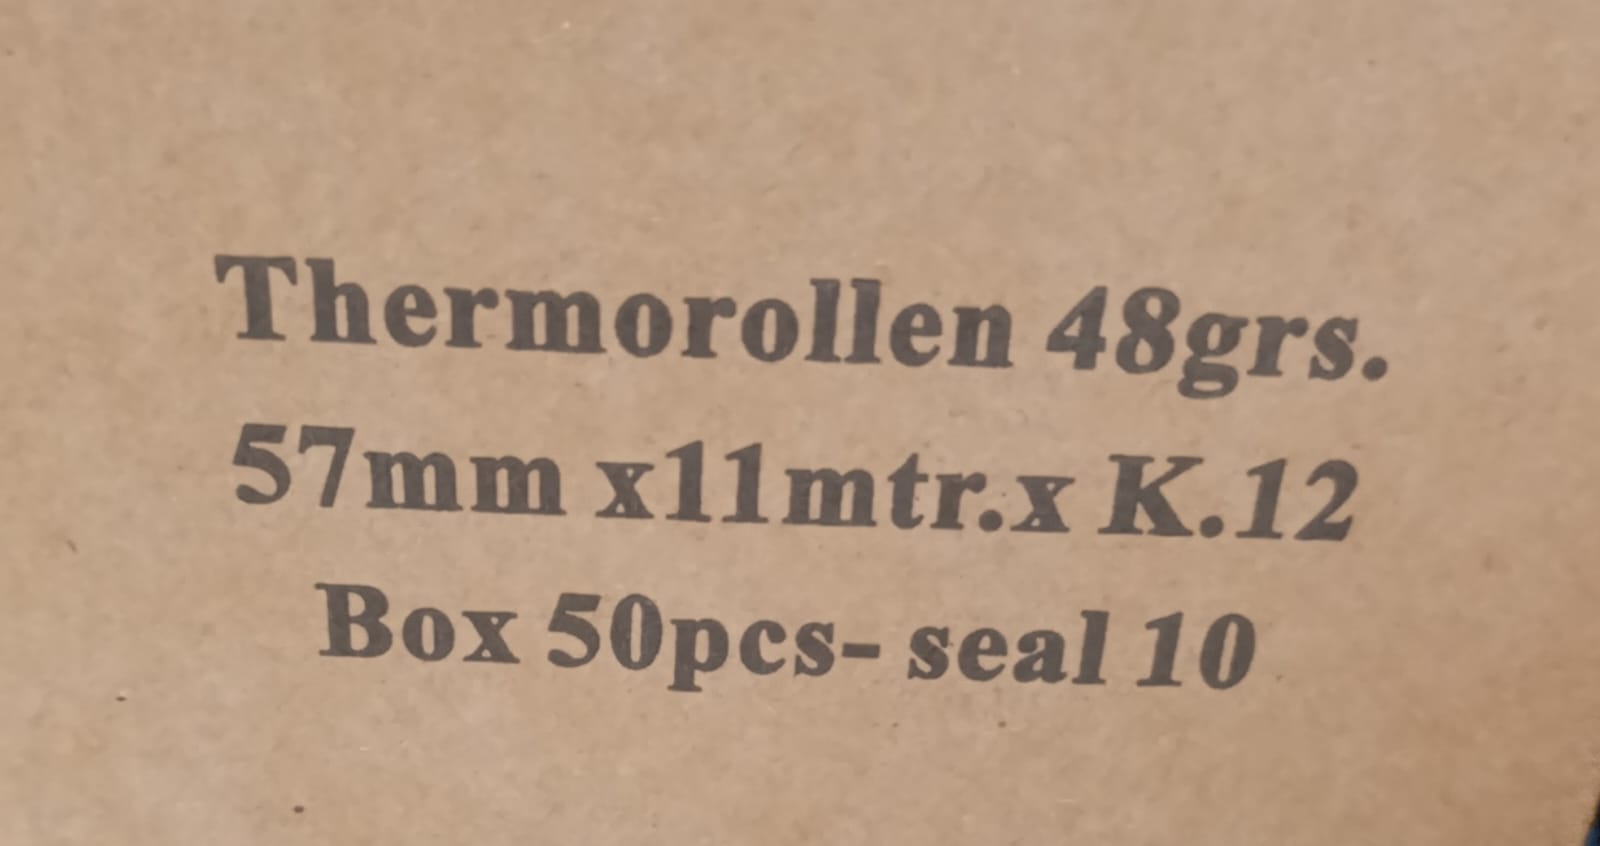 Thermorollen 48grs.
57mm x11mtr.x K.12
Box 50pcs- seal 10